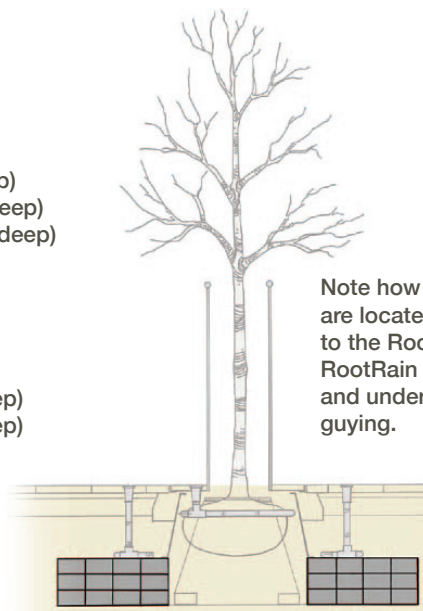 p)
eep)
deep)
Note how
are locate
to the Roo
RootRain
and under
guying.
ep)
ep)